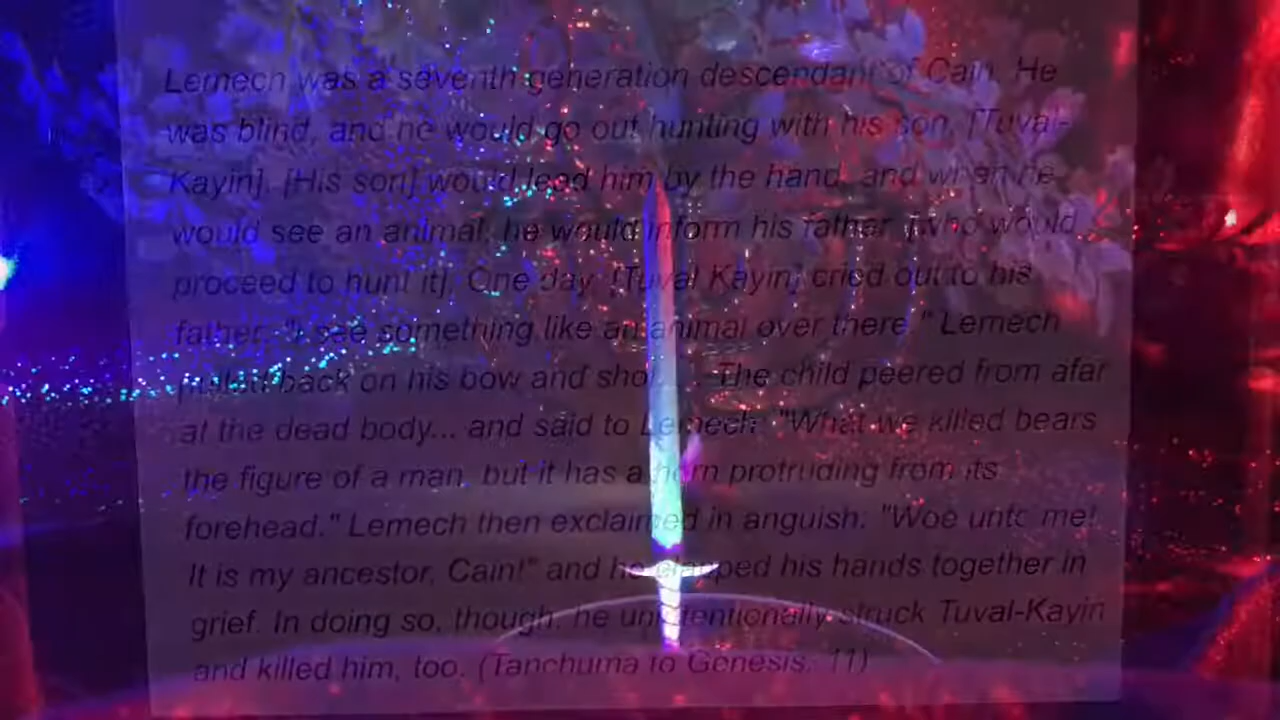 Lemech was a seventh generation descendant of Cain. He
was blind, and he would go out hunting with his son, [Tuval-
Kayin]. [His son] would lead him by the hand, and when he
would see an animal, he would inform his father [who would
proceed to hunt it]. One day, [Tuval Kayin] cried out to his
father: "I see something like an animal over there." Lemech
back on his bow and shot The child peered from afar
at the dead body... and said to Lemech: "What we killed bears
the figure of a man, but it has a horn protruding from its
forehead." Lemech then exclaimed in anguish: "Woe unto me!
It is my ancestor, Cain!" and he clapped his hands together in
grief. In doing so, though, he unintentionally struck Tuval-Kayin
and killed him, too. (Tanchuma to Genesis, 11)